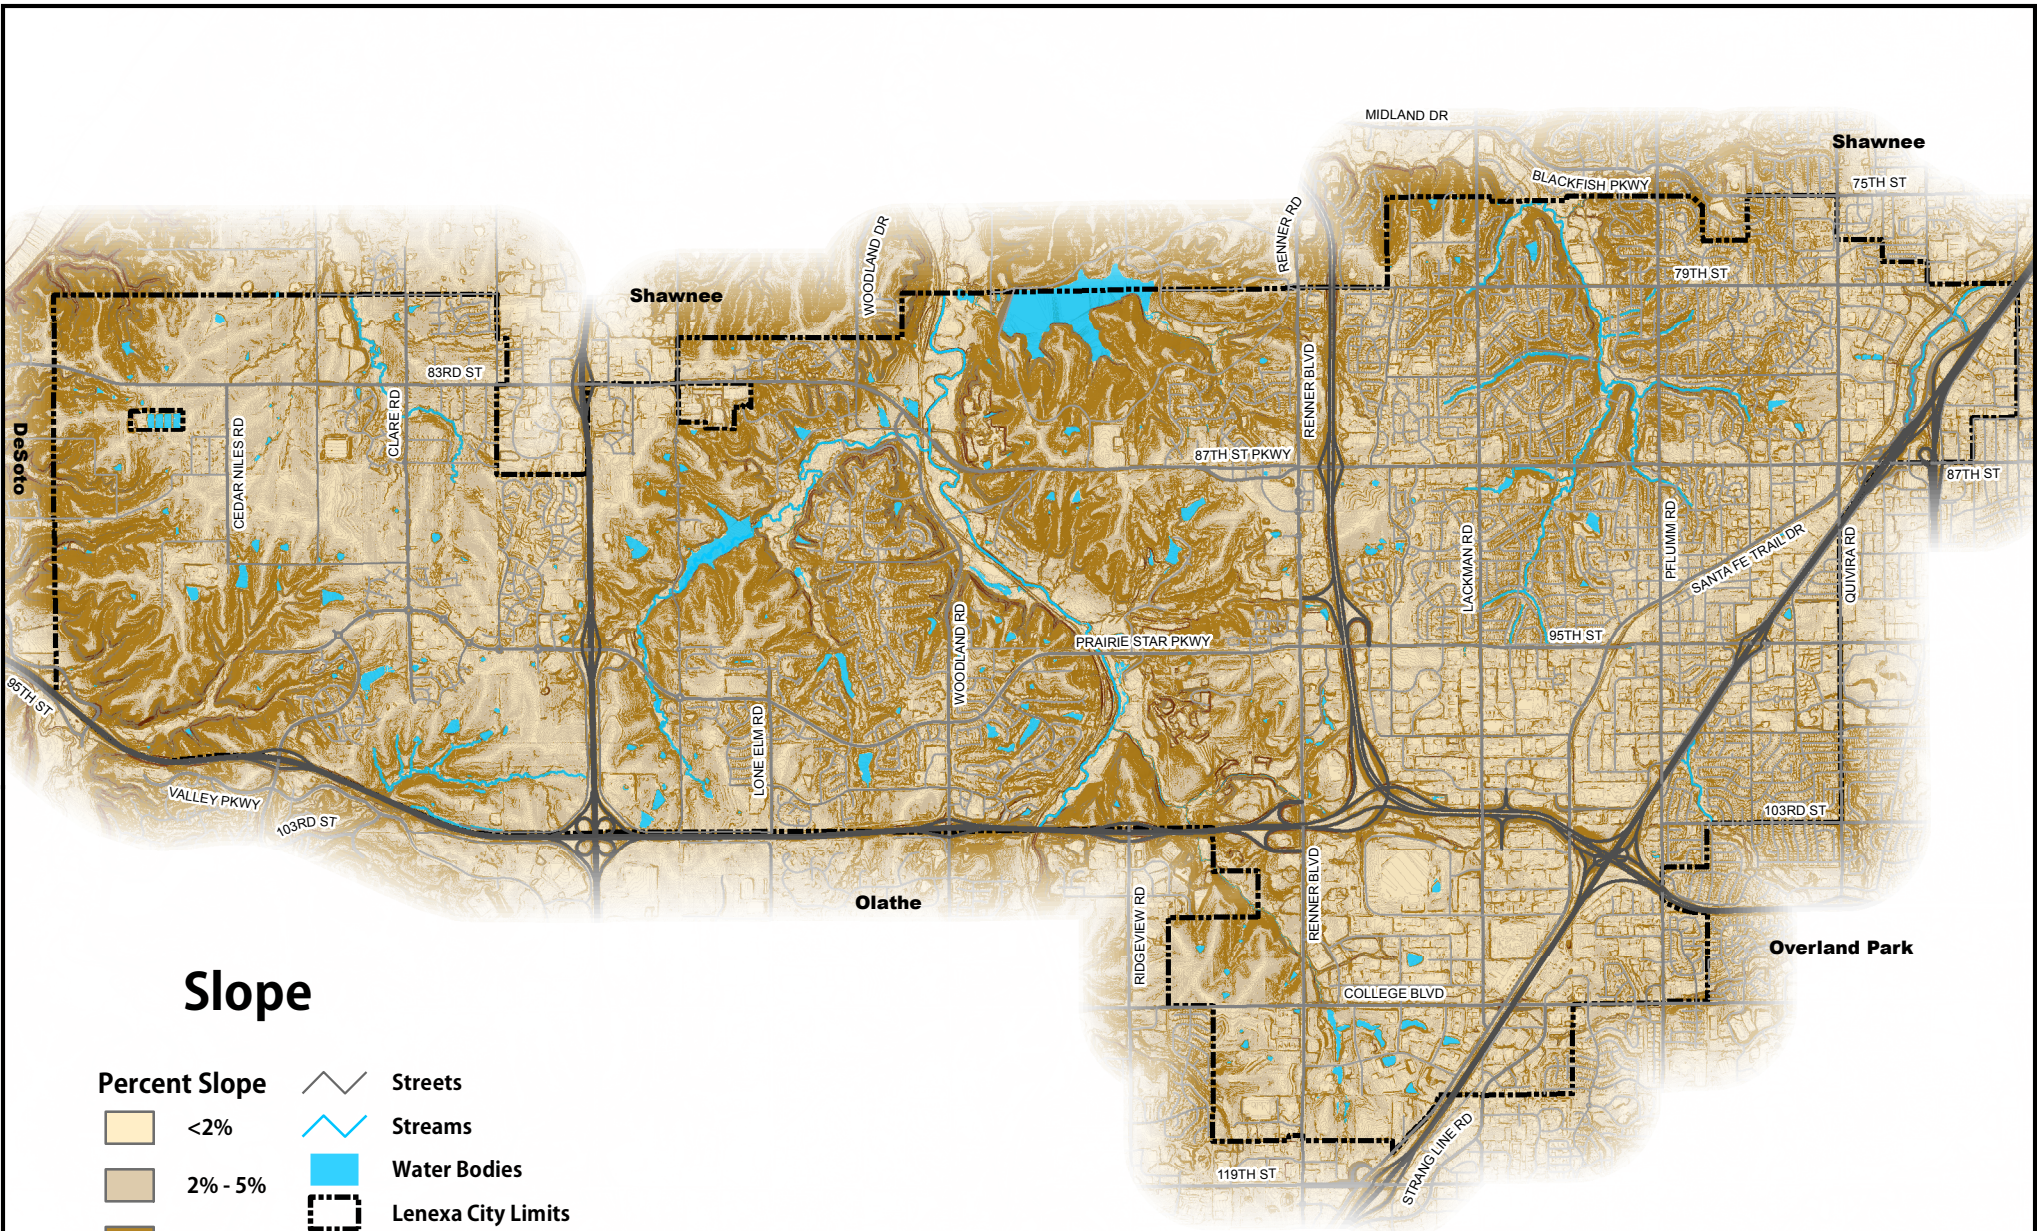 MIDLAND DR
Shawnee
BLACKFISH PKWY
75TH ST
RENNER RD
WOODLAND DR
79TH ST
Shawnee
83RD ST
RENNER BLVD
CLARE RD
CEDAR NILES RD
DeSoto
87TH ST PKWY
87TH ST
LACKMAN RD
PFLUMM RD
SANTA FE TRAIL DR
QUIVIRA RD
WOODLAND RD
PRAIRIE STAR PKWY
95TH ST
95TH ST
LONE ELM RD
VALLEY PKWY
103RD ST
103RD ST
Olathe
RIDGEVIEW RD
RENNER BLVD
Overland Park
COLLEGE BLVD
STRANG LINE RD
119TH ST
Slope
Percent Slope
Streets
<2%
Streams
2% - 5%
Water Bodies
Lenexa City Limits